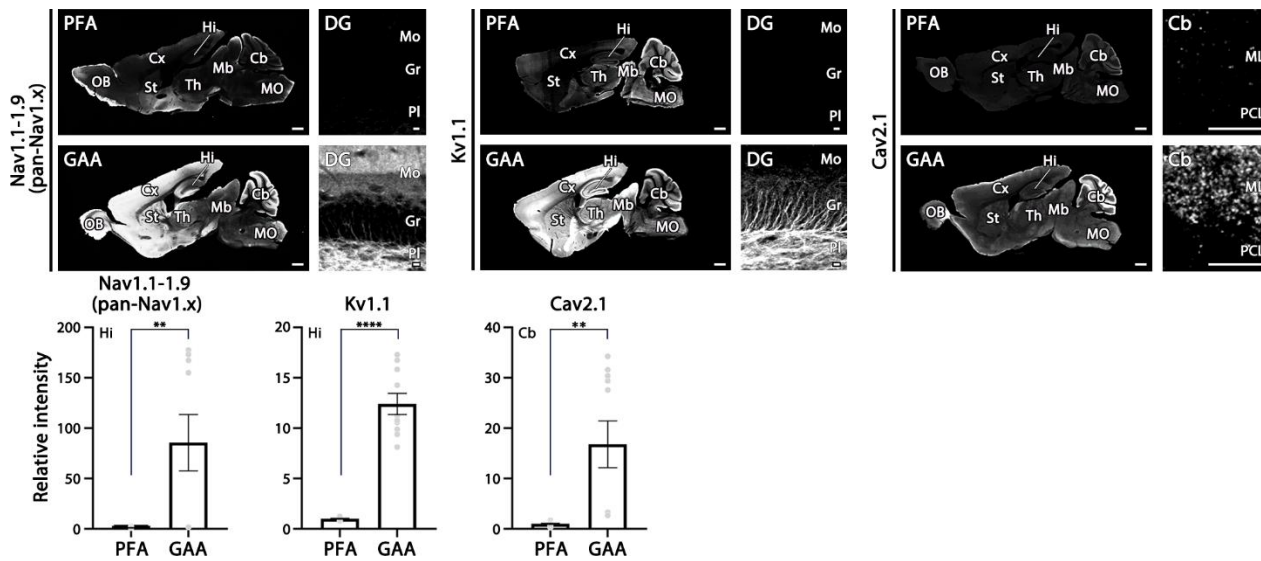 Nav1.1-1.9
(pan-Nav1.x)
PFA
OB
Cx
St
Hi
Th
Mb
Cb
MO
DG
Mo
Gr
Pl
GAA
OB
Cx
St
Hi
Th
Mb
Cb
MO
DG
Mo
Gr
Pl
Kv1.1
PFA
Cx
St
Hi
Th
Mb
Cb
MO
DG
Mo
Gr
Pl
GAA
Cx
St
Hi
Th
Mb
Cb
MO
DG
Mo
Gr
Pl
Cav2.1
PFA
OB
Cx
St
Hi
Th
Mb
Cb
MO
Cb
ML
PCL
GAA
OB
Cx
St
Hi
Th
Mb
Cb
MO
Cb
ML
PCL
Nav1.1-1.9
(pan-Nav1.x)
Relative intensity
200
150
100
50
0
Hi
**
PFA GAA
Kv1.1
20
15
10
5
0
Hi
****
PFA GAA
Cav2.1
40
30
20
10
0
Cb
**
PFA GAA